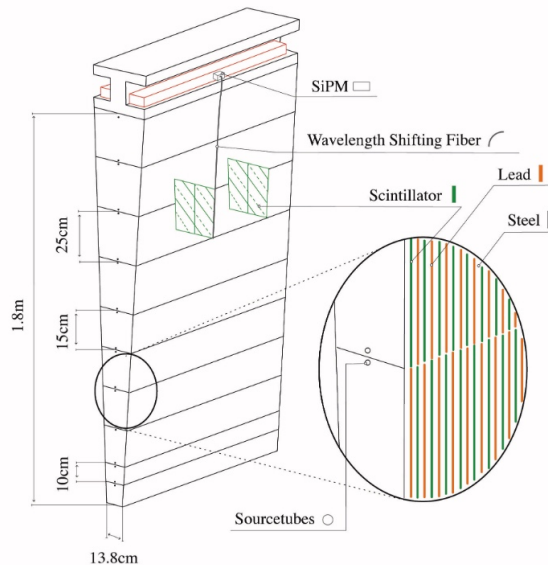 SiPM
Wavelength Shifting Fiber
Lead
Scintillator
Steel
25cm
1.8m
15cm
10cm
Sourcetubes
13.8cm